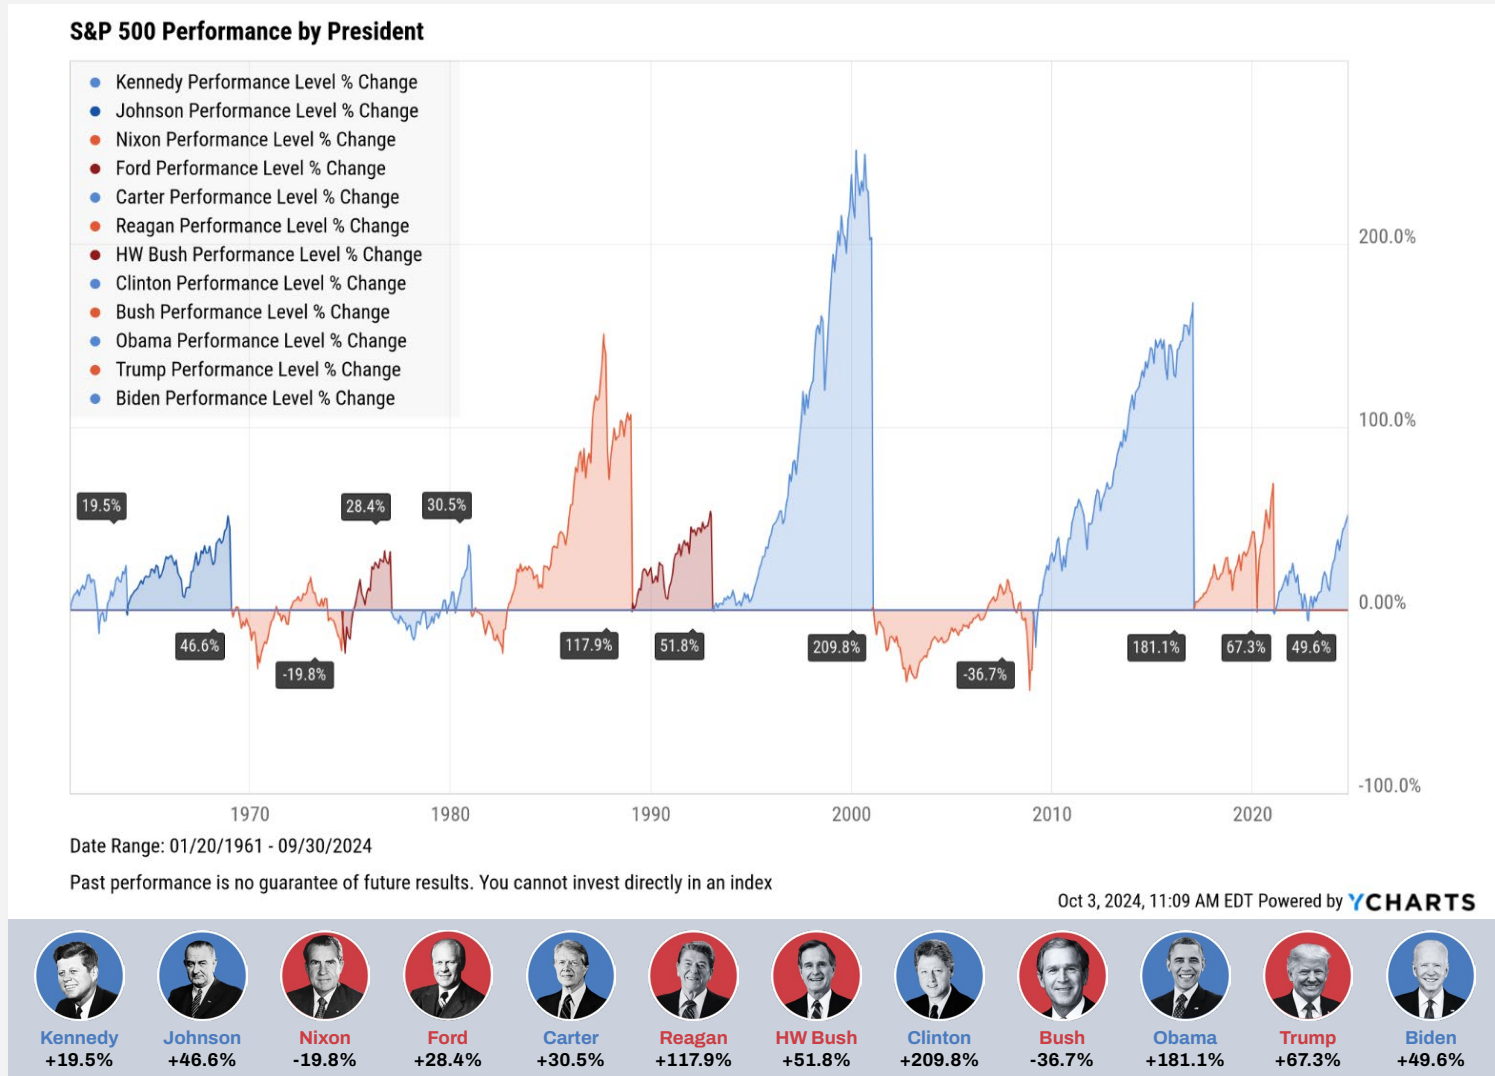 S&P 500 Performance by President
Kennedy Performance Level % Change
Johnson Performance Level % Change
Nixon Performance Level % Change
Ford Performance Level % Change
Carter Performance Level % Change
Reagan Performance Level % Change
HW Bush Performance Level % Change
Clinton Performance Level % Change
Bush Performance Level % Change
Obama Performance Level % Change
Trump Performance Level % Change
Biden Performance Level % Change
200.0%
100.0%
19.5%
28.4%
30.5%
0.00%
46.6%
-19.8%
117.9%
51.8%
209.8%
-36.7%
181.1%
67.3%
49.6%
-100.0%
1970
1980
1990
2000
2010
2020
Date Range: 01/20/1961 - 09/30/2024
Past performance is no guarantee of future results. You cannot invest directly in an index
Oct 3, 2024, 11:09 AM EDT Powered by YCHARTS
Kennedy
+19.5%
Johnson
+46.6%
Nixon
-19.8%
Ford
+28.4%
Carter
+30.5%
Reagan
+117.9%
HW Bush
+51.8%
Clinton
+209.8%
Bush
-36.7%
Obama
+181.1%
Trump
+67.3%
Biden
+49.6%